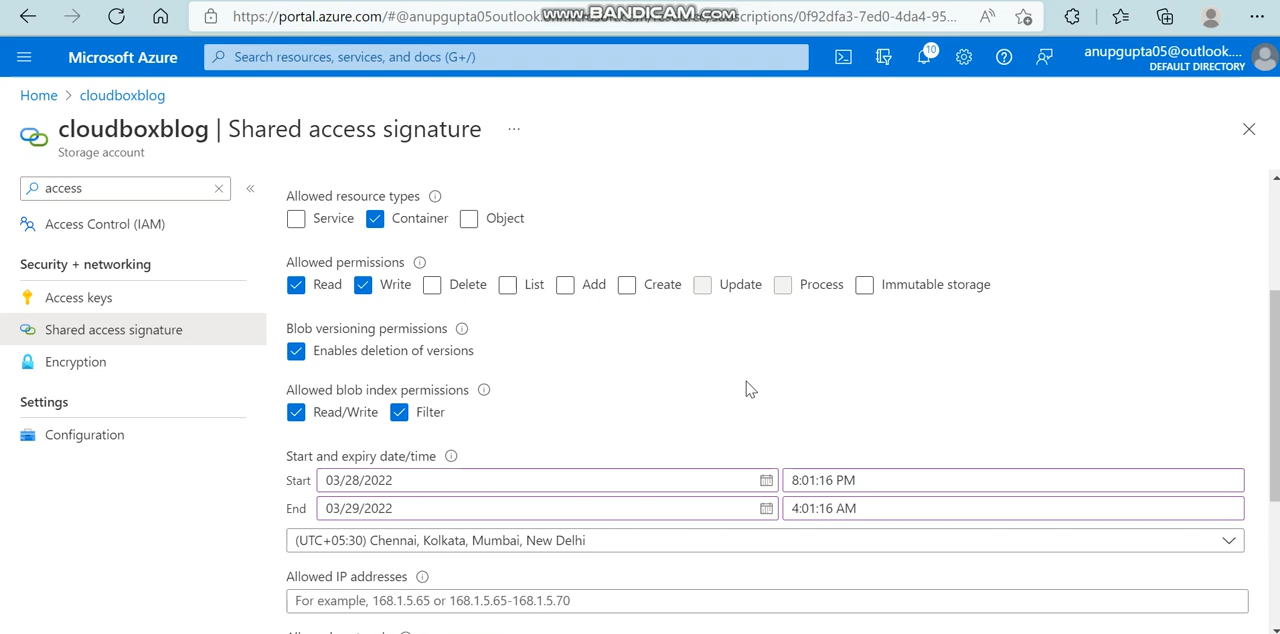 https://portal.azure.com/#@anupgupta05outlook.
www.BANDICAM.com
subscriptions/0f92dfa3-7ed0-4da4-95...
Microsoft Azure
Search resources, services, and docs (G+/)
10
anupgupta05@outlook....
DEFAULT DIRECTORY
Home > cloudboxblog
cloudboxblog | Shared access signature ...
Storage account
access
Access Control (IAM)
Security + networking
Access keys
Shared access signature
Encryption
Settings
Configuration
Allowed resource types
Service Container Object
Allowed permissions
Read Write Delete List Add Create Update Process Immutable storage
Blob versioning permissions
Enables deletion of versions
Allowed blob index permissions
Read/Write Filter
Start and expiry date/time
Start 03/28/2022 8:01:16 PM
End 03/29/2022 4:01:16 AM
(UTC+05:30) Chennai, Kolkata, Mumbai, New Delhi
Allowed IP addresses
For example, 168.1.5.65 or 168.1.5.65-168.1.5.70